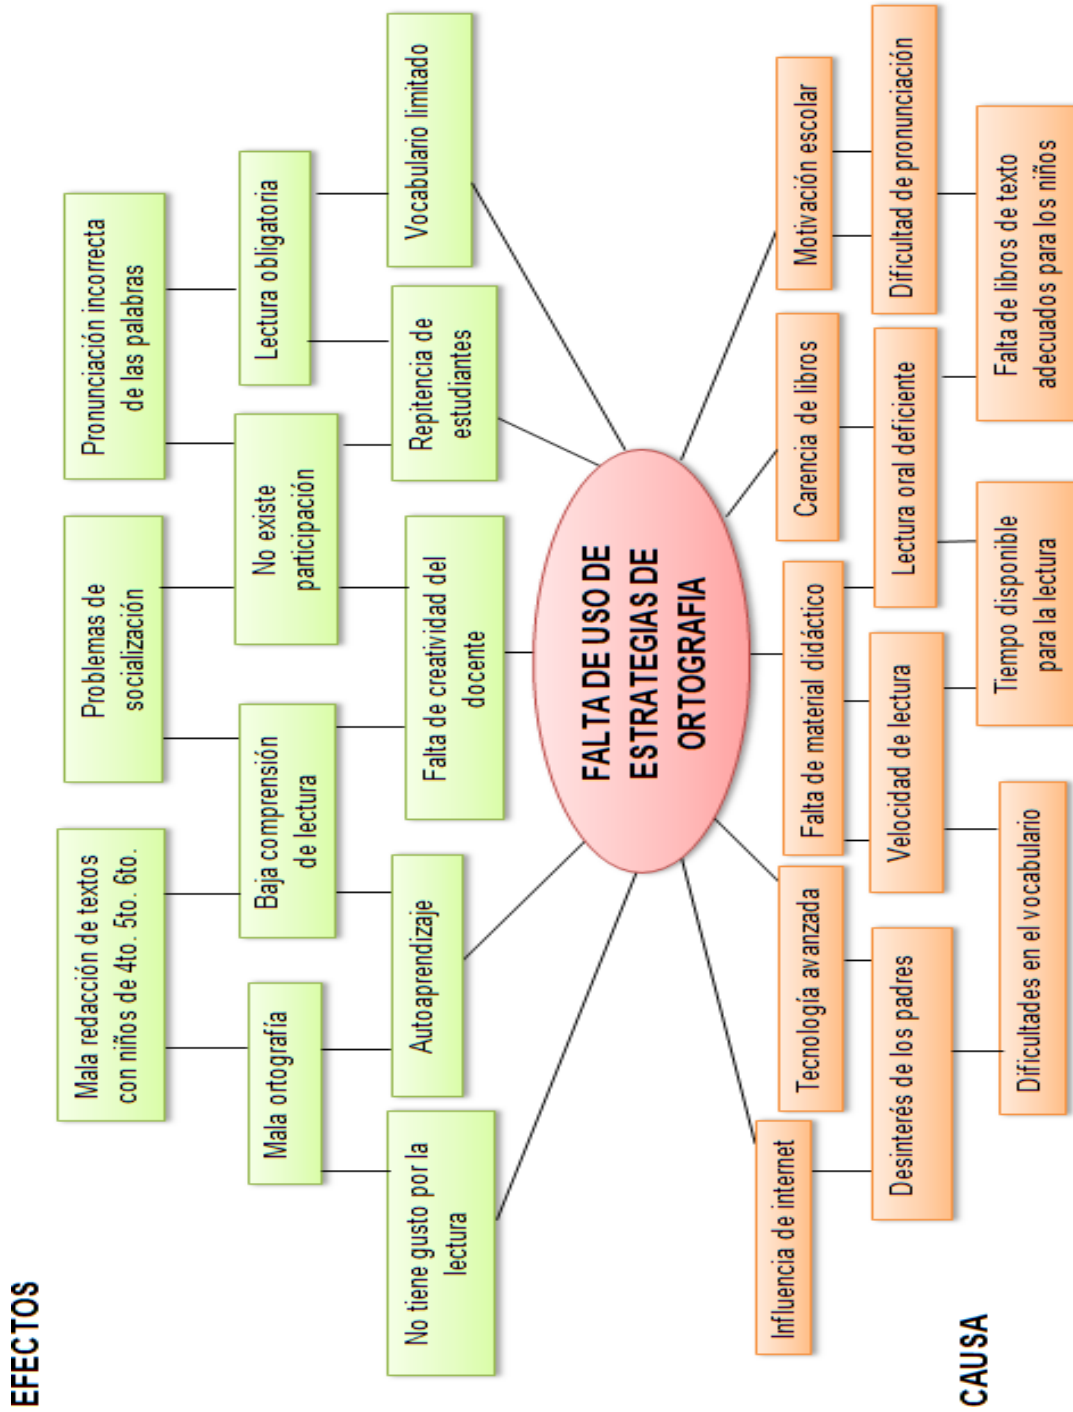 EFECTOS
Mala redacción de textos
con niños de 4to. 5to. 6to.
Problemas de
socialización
Pronunciación incorrecta
de las palabras
Mala ortografía
Baja comprensión
de lectura
No existe
participación
Lectura obligatoria
No tiene gusto por la
lectura
Autoaprendizaje
Falta de creatividad del
docente
Repitencia de
estudiantes
Vocabulario limitado
FALTA DE USO DE
ESTRATEGIAS DE
ORTOGRAFIA
Influencia de internet
Tecnología avanzada
Falta de material didáctico
Carencia de libros
Motivación escolar
Desinterés de los padres
Velocidad de lectura
Lectura oral deficiente
Dificultad de pronunciación
Dificultades en el vocabulario
Tiempo disponible
para la lectura
Falta de libros de texto
adecuados para los niños
CAUSA